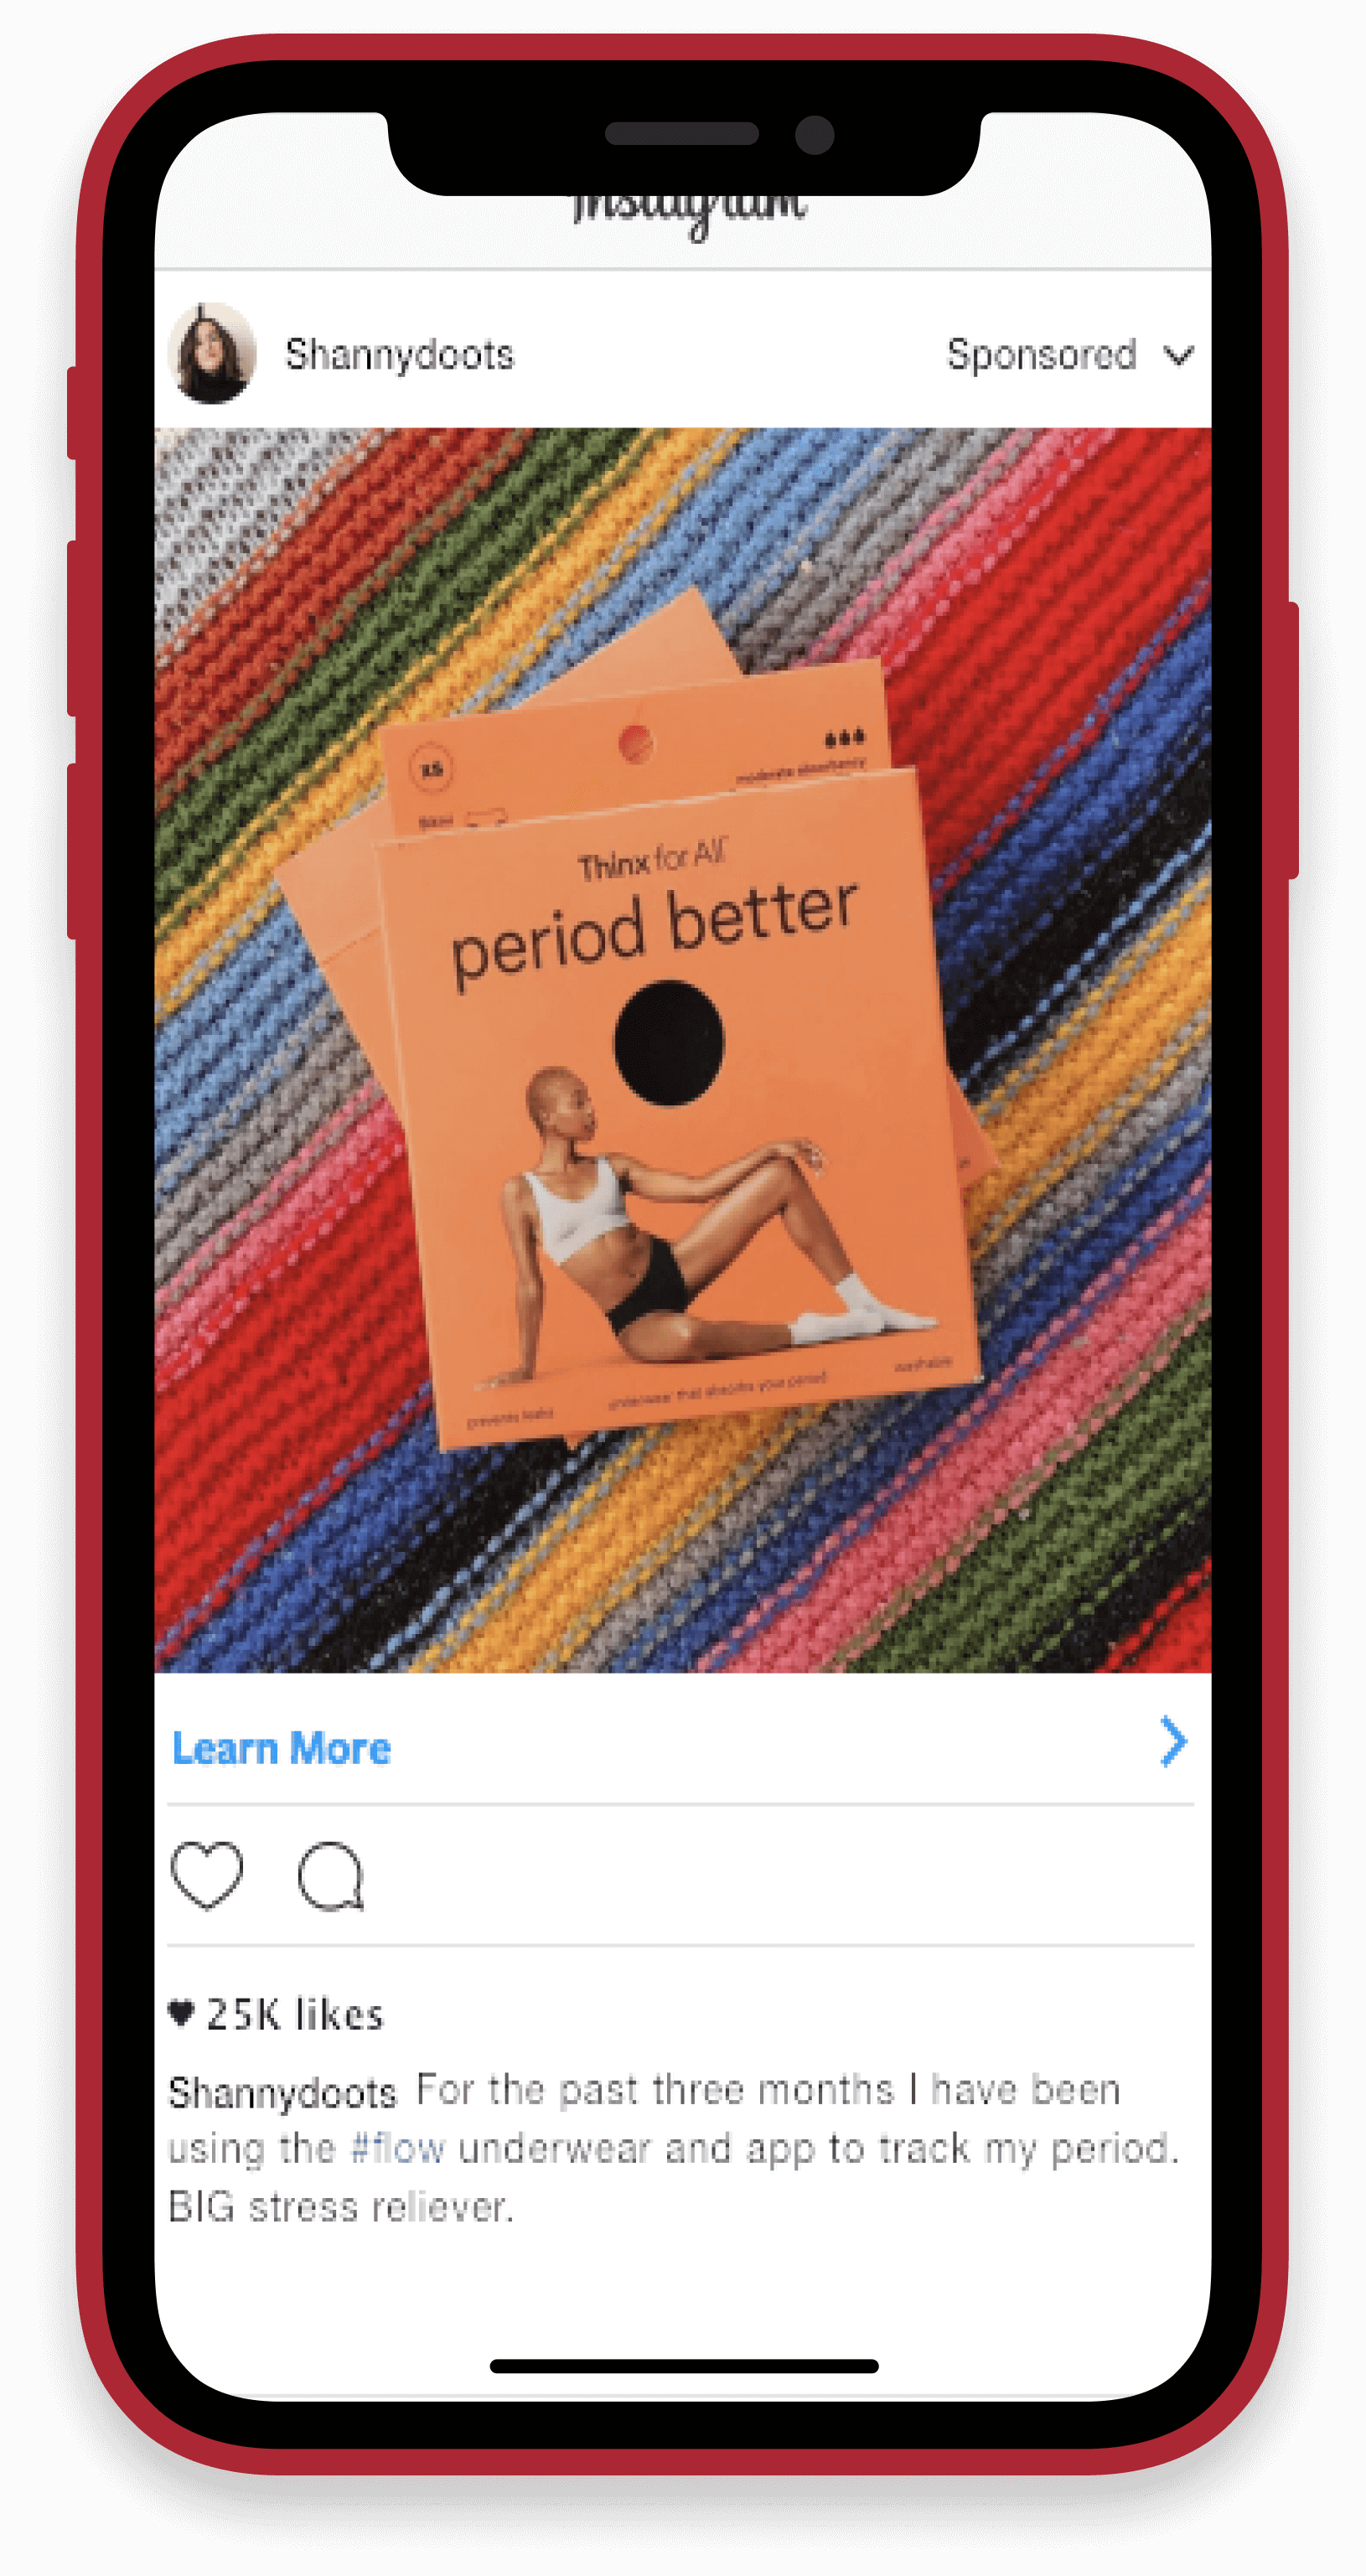 Instagram
Shannydoots
Sponsored
XS
moderate absorbency
Thinx for All
period better
prevents leaks
underwear that absorbs your period
washable
Learn More
25K likes
Shannydoots For the past three months I have been
using the #flow underwear and app to track my period.
BIG stress reliever.